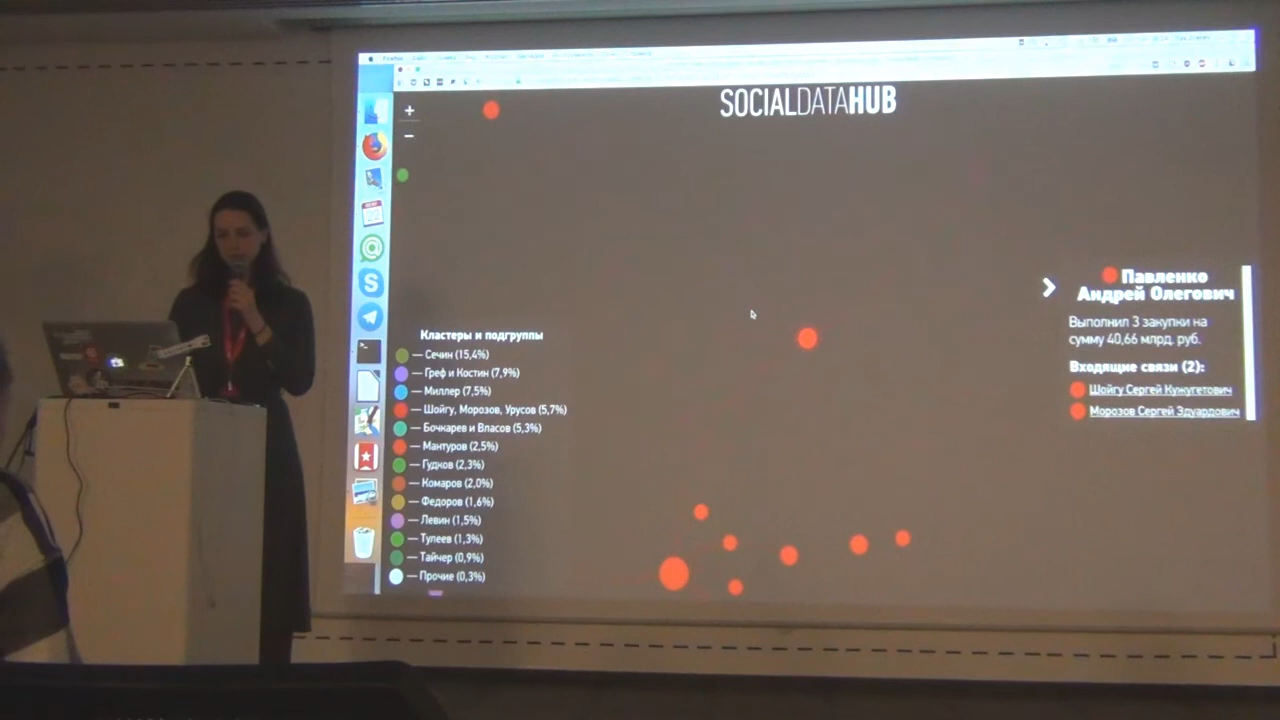 SOCIALDATAHUB
+
−
Кластеры и подгруппы
— Сечин (15,4%)
— Греф и Костин (7,9%)
— Миллер (7,5%)
— Шойгу, Морозов, Урусов (5,7%)
— Бочкарев и Власов (5,3%)
— Мантуров (2,5%)
— Гудков (2,3%)
— Комаров (2,0%)
— Федоров (1,6%)
— Левин (1,5%)
— Тулеев (1,3%)
— Тайчер (0,9%)
— Прочие (0,3%)
Павленко
Андрей Олегович
Выполнил 3 закупки на
сумму 40,66 млрд. руб.
Входящие связи (2):
Шойгу Сергей Кужугетович
Морозов Сергей Эдуардович